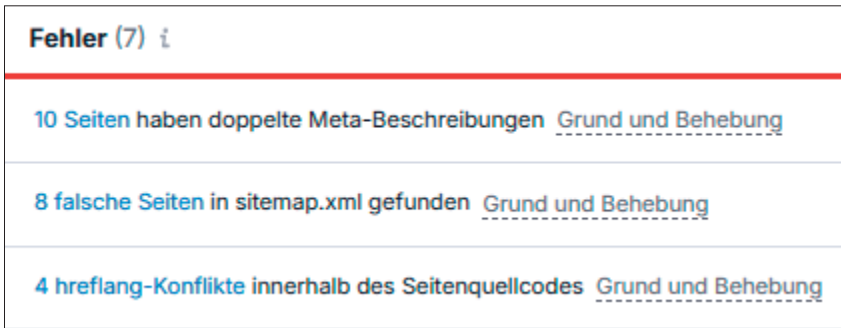 Fehler (7) i
10 Seiten haben doppelte Meta-Beschreibungen Grund und Behebung
8 falsche Seiten in sitemap.xml gefunden Grund und Behebung
4 hreflang-Konflikte innerhalb des Seitenquellcodes Grund und Behebung